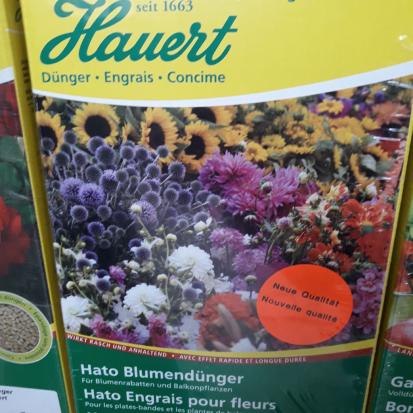 seit 1663
Hauert
Dünger · Engrais · Concime
Neue Qualität
Nouvelle qualité
WIRKT RASCH UND ANHALTEND • AVEC EFFET RAPIDE ET LONGUE DURÉE
Hato Blumendünger
Für Blumenrabatten und Balkonpflanzen
Hato Engrais pour fleurs
Pour les plates-bandes et les plantes de